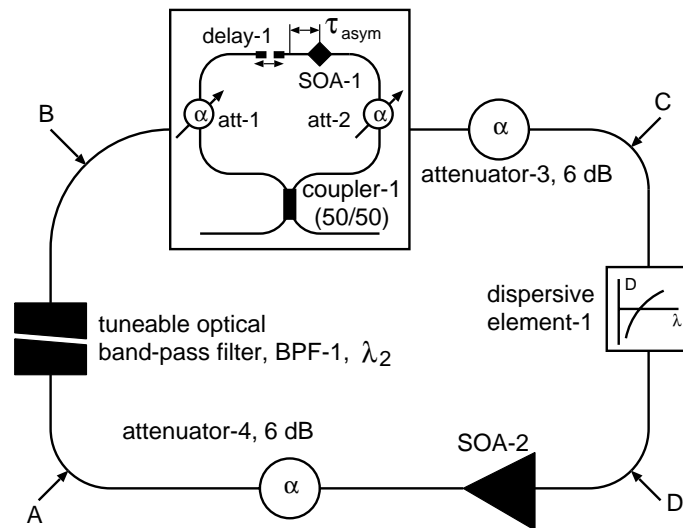 delay-1
τasym
SOA-1
α
att-1
att-2
α
coupler-1
(50/50)
B
α
attenuator-3, 6 dB
C
D
λ
dispersive
element-1
tuneable optical
band-pass filter, BPF-1, λ2
attenuator-4, 6 dB
α
SOA-2
A
D